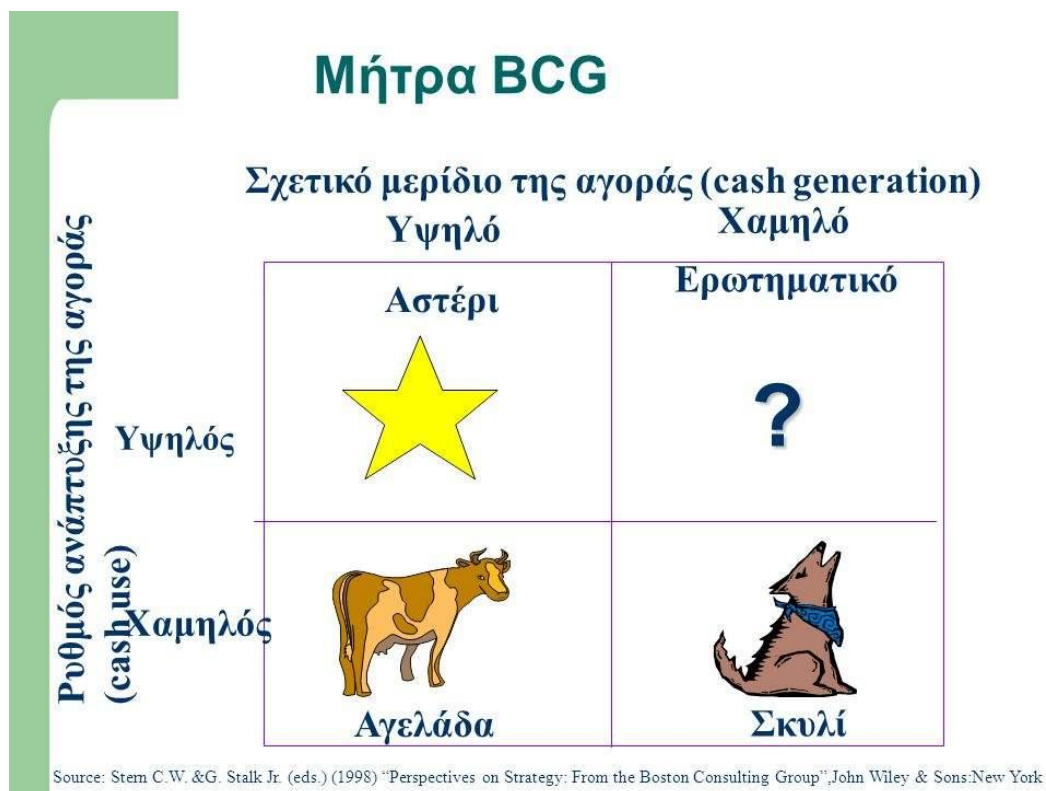 Μήτρα BCG
Σχετικό μερίδιο της αγοράς (cash generation)
Υψηλό
Χαμηλό
Ρυθμός ανάπτυξης της αγοράς
(cash use)
Αστέρι
Ερωτηματικό
?
Υψηλός
Χαμηλός
Αγελάδα
Σκυλί
Source: Stern C.W. &G. Stalk Jr. (eds.) (1998) “Perspectives on Strategy: From the Boston Consulting Group”,John Wiley & Sons:New York